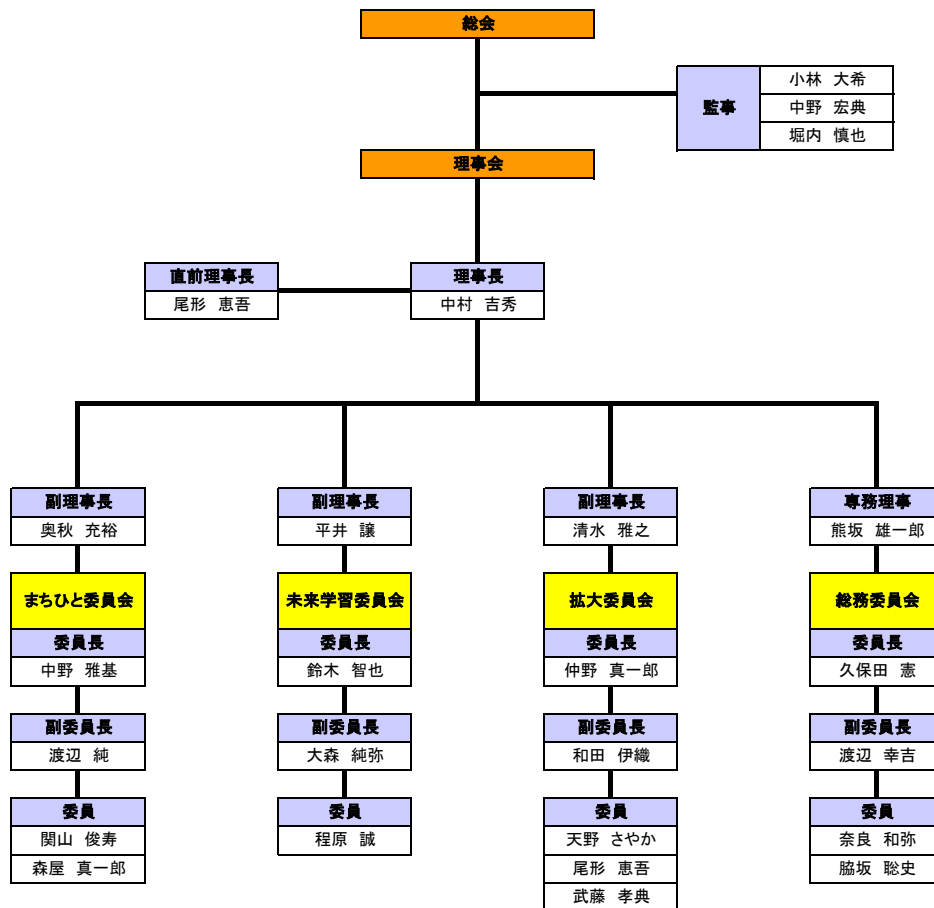 総会
監事
小林 大希
中野 宏典
堀内 慎也
理事会
直前理事長
尾形 恵吾
理事長
中村 吉秀
副理事長
奥秋 充裕
まちひと委員会
委員長
中野 雅基
副委員長
渡辺 純
委員
関山 俊寿
森屋 真一郎
副理事長
平井 譲
未来学習委員会
委員長
鈴木 智也
副委員長
大森 純弥
委員
程原 誠
副理事長
清水 雅之
拡大委員会
委員長
仲野 真一郎
副委員長
和田 伊織
委員
天野 さやか
尾形 恵吾
武藤 孝典
専務理事
熊坂 雄一郎
総務委員会
委員長
久保田 憲
副委員長
渡辺 幸吉
委員
奈良 和弥
脇坂 聡史